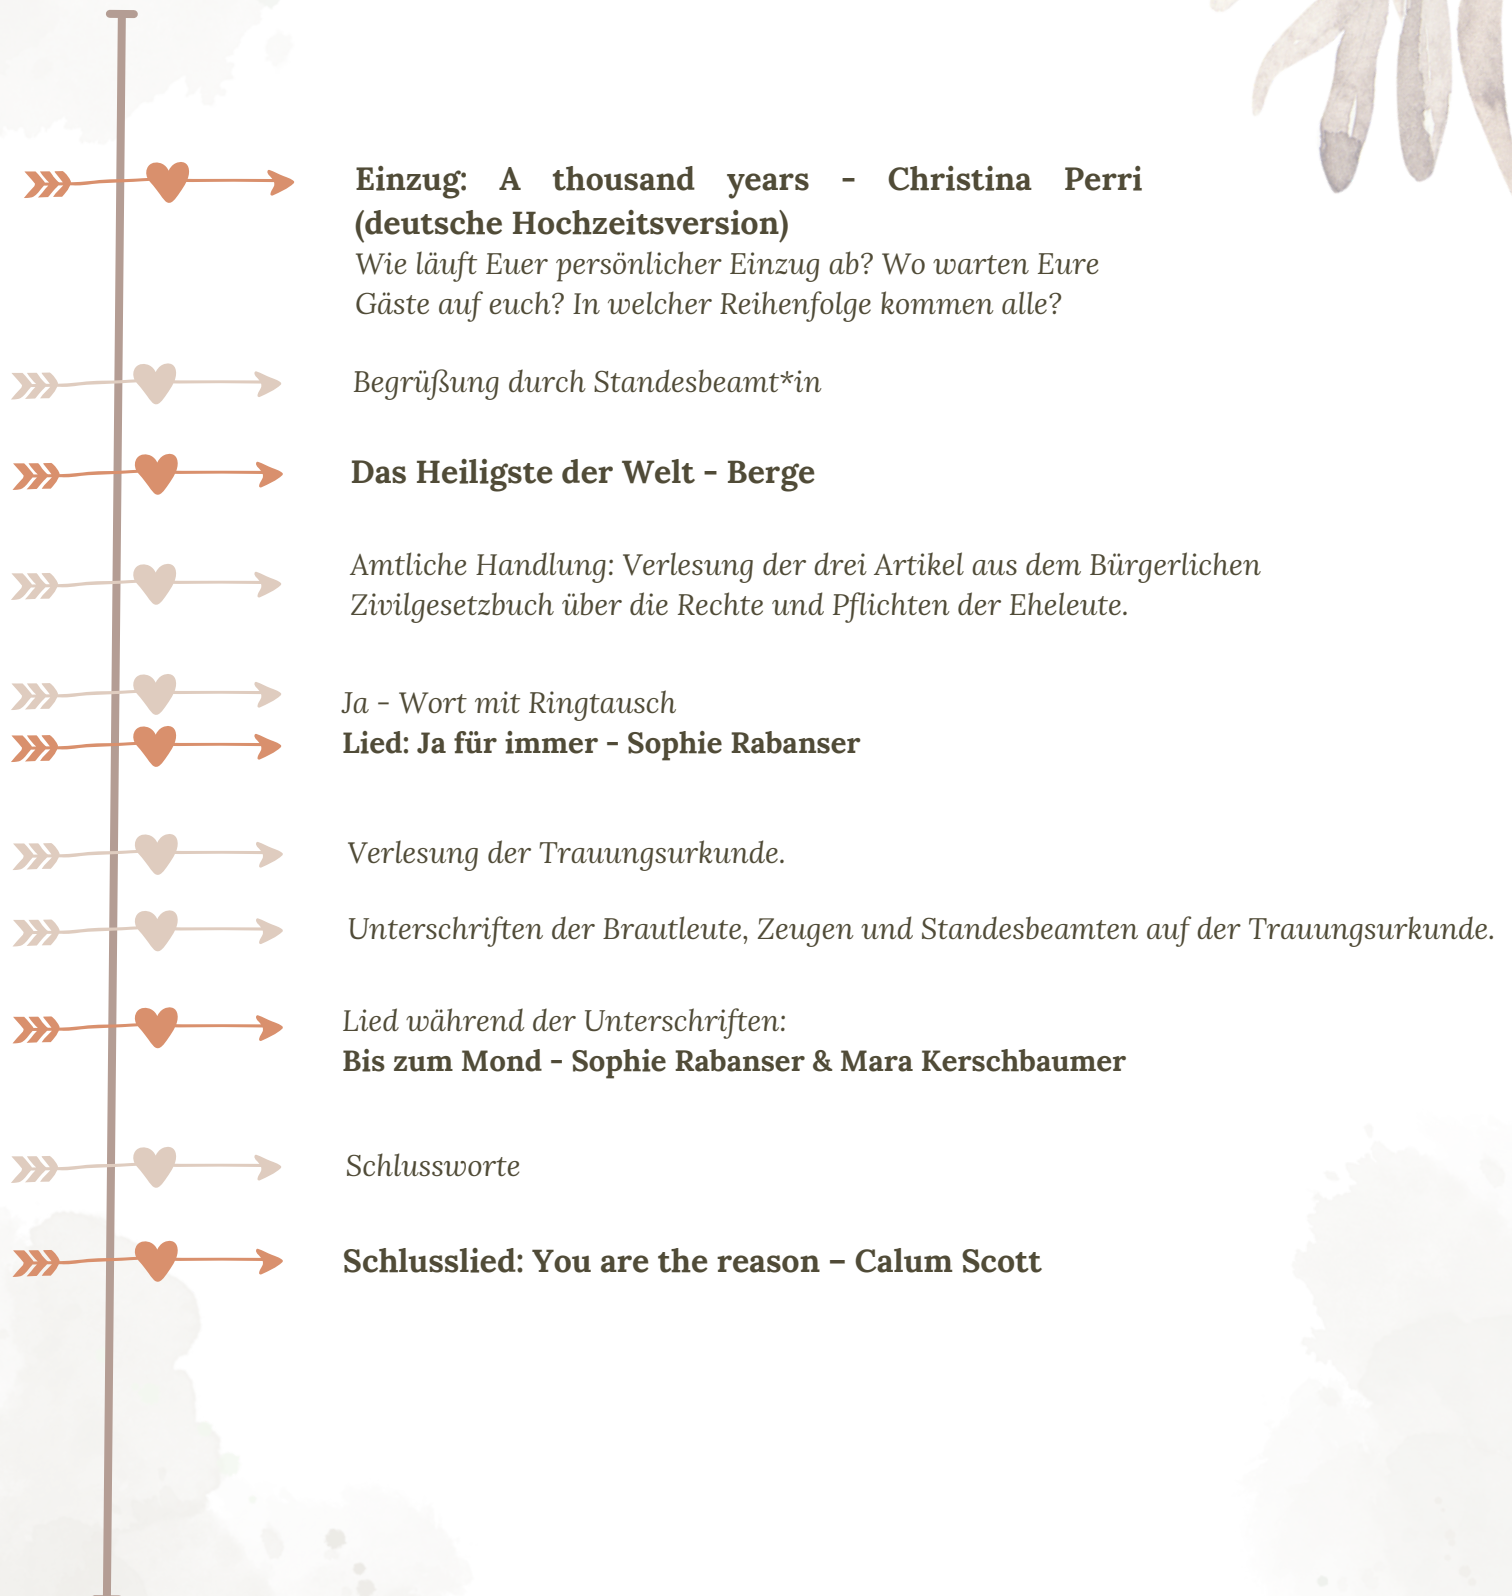 Einzug: A thousand years - Christina Perri
(deutsche Hochzeitsversion)
Wie läuft Euer persönlicher Einzug ab? Wo warten Eure
Gäste auf euch? In welcher Reihenfolge kommen alle?
Begrüßung durch Standesbeamt*in
Das Heiligste der Welt - Berge
Amtliche Handlung: Verlesung der drei Artikel aus dem Bürgerlichen
Zivilgesetzbuch über die Rechte und Pflichten der Eheleute.
Ja - Wort mit Ringtausch
Lied: Ja für immer - Sophie Rabanser
Verlesung der Trauungsurkunde.
Unterschriften der Brautleute, Zeugen und Standesbeamten auf der Trauungsurkunde.
Lied während der Unterschriften:
Bis zum Mond - Sophie Rabanser & Mara Kerschbaumer
Schlussworte
Schlusslied: You are the reason – Calum Scott